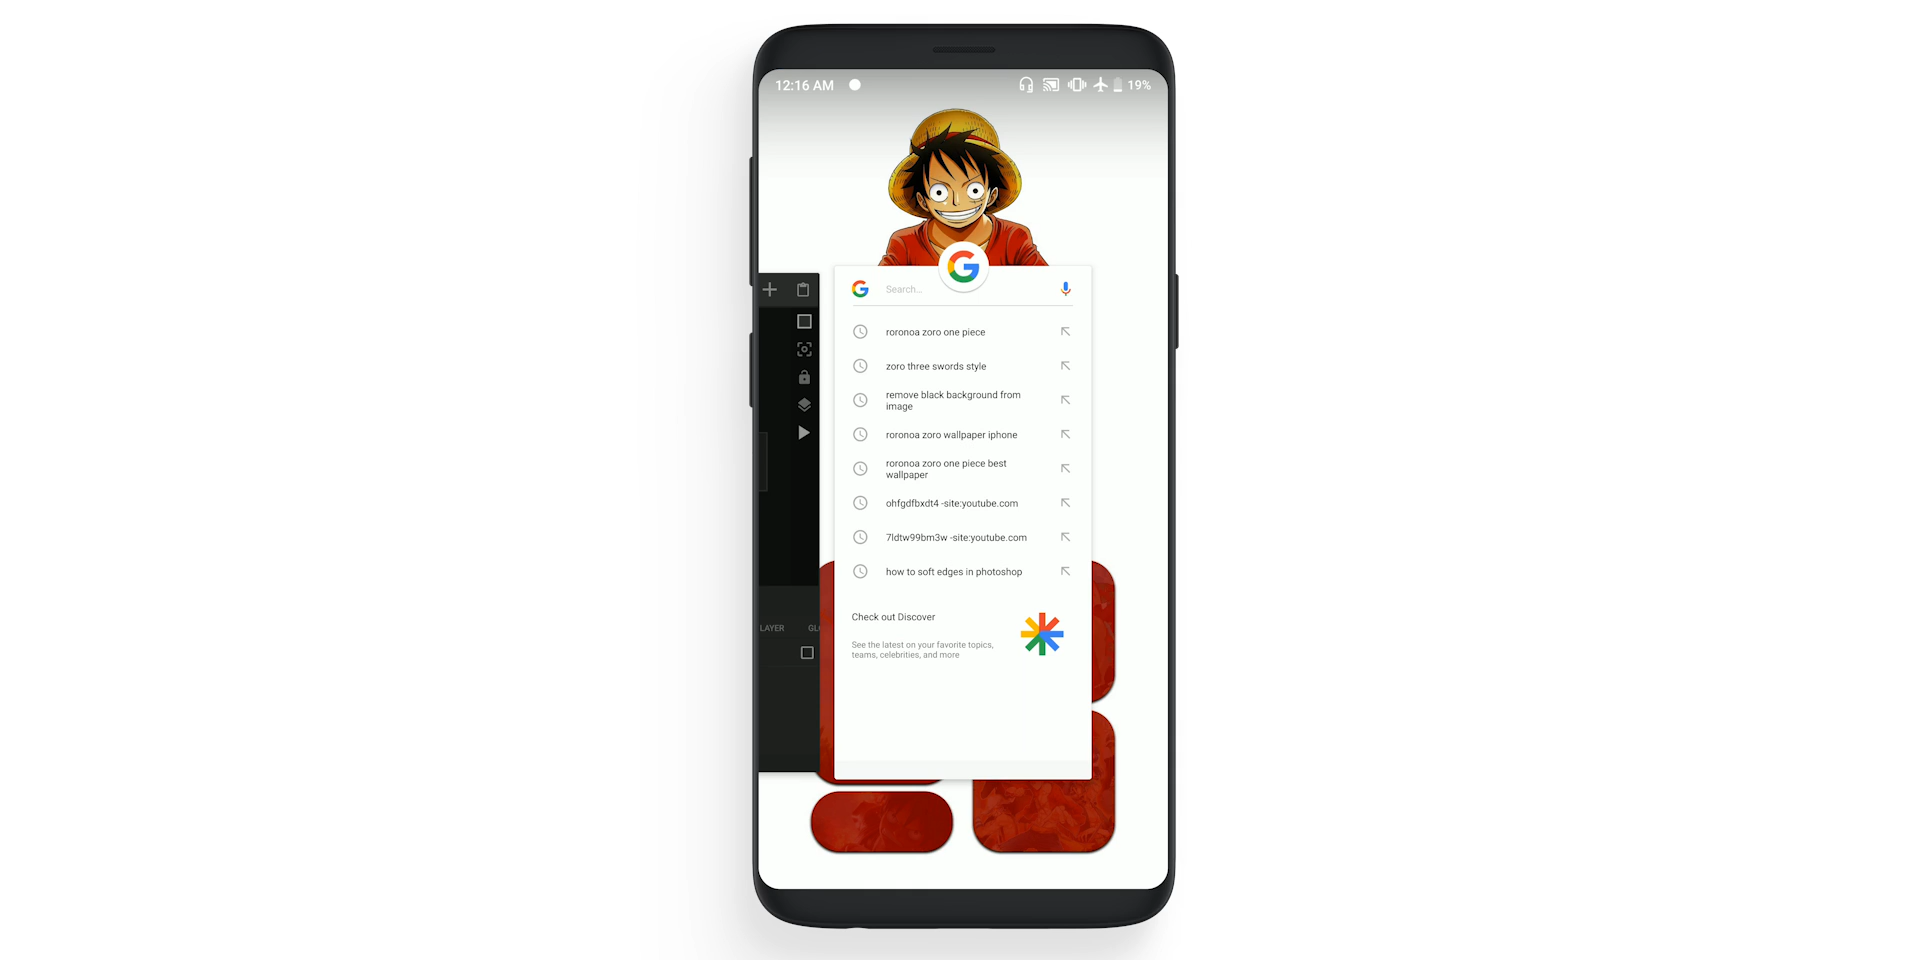 12:16 AM
19%
Search...
roronoa zoro one piece
zoro three swords style
remove black background from
image
roronoa zoro wallpaper iphone
roronoa zoro one piece best
wallpaper
ohfgdfbxdt4 -site:youtube.com
7ldtw99bm3w -site:youtube.com
how to soft edges in photoshop
Check out Discover
See the latest on your favorite topics,
teams, celebrities, and more
LAYER